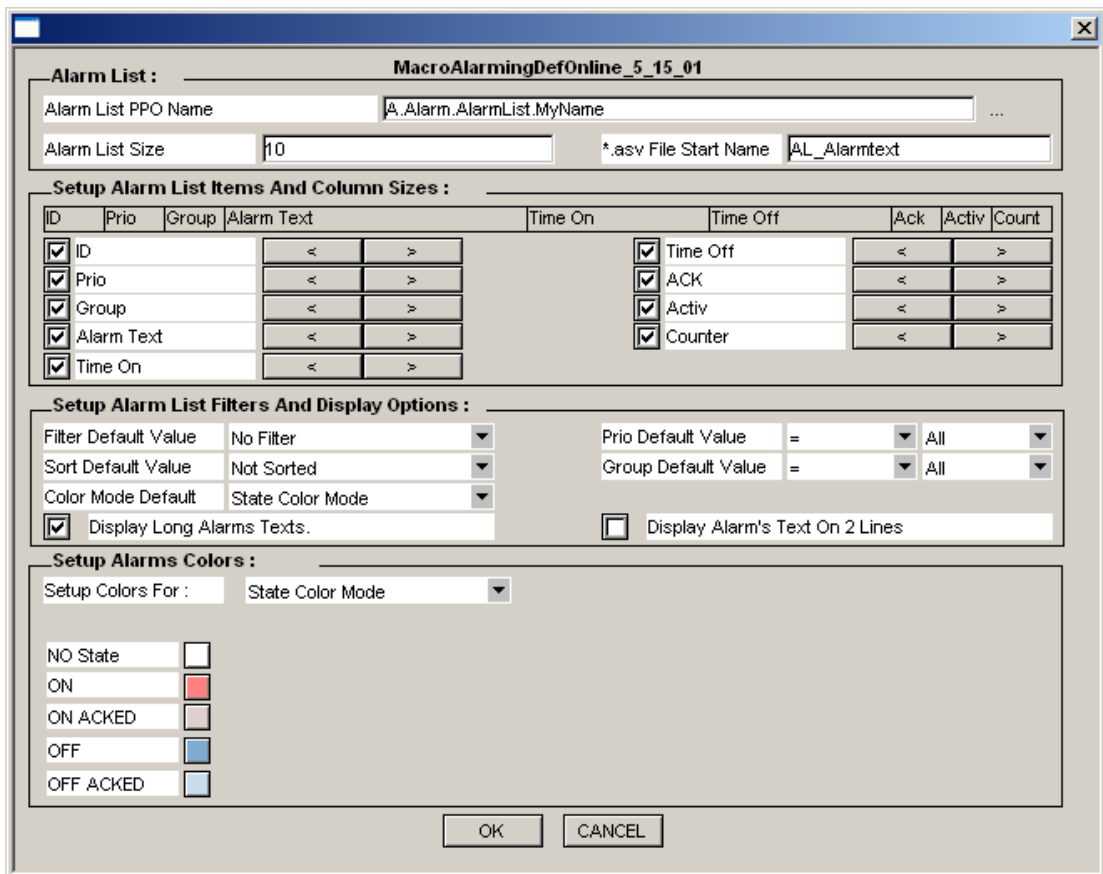 MacroAlarmingDefOnline_5_15_01
Alarm List :
Alarm List PPO Name A.Alarm.AlarmList.MyName ...
Alarm List Size 10 *.asv File Start Name AL_Alarmtext
Setup Alarm List Items And Column Sizes :
ID Prio Group Alarm Text Time On Time Off Ack Activ Count
ID < > Time Off < >
Prio < > ACK < >
Group < > Activ < >
Alarm Text < > Counter < >
Time On < >
Setup Alarm List Filters And Display Options :
Filter Default Value No Filter Prio Default Value = All
Sort Default Value Not Sorted Group Default Value = All
Color Mode Default State Color Mode
Display Long Alarms Texts. Display Alarm's Text On 2 Lines
Setup Alarms Colors :
Setup Colors For : State Color Mode
NO State
ON
ON ACKED
OFF
OFF ACKED
OK CANCEL